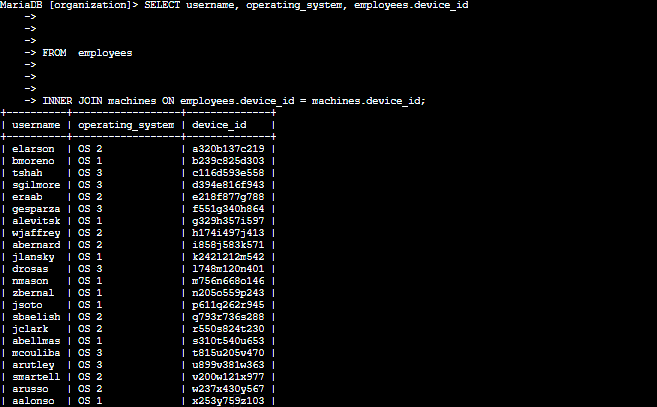 MariaDB [organization]> SELECT username, operating_system, employees.device_id
    ->
    ->
    ->
    -> FROM  employees
    ->
    ->
    ->
    -> INNER JOIN machines ON employees.device_id = machines.device_id;
+----------+------------------+--------------+
| username | operating_system | device_id    |
+----------+------------------+--------------+
| elarson  | OS 2             | a320b137c219 |
| bmoreno  | OS 1             | b239c825d303 |
| tshah    | OS 3             | c116d593e558 |
| sgilmore | OS 3             | d394e816f943 |
| eraab    | OS 2             | e218f877g788 |
| gesparza | OS 3             | f551g340h864 |
| alevitsk | OS 1             | g329h357i597 |
| wjaffrey | OS 2             | h174i497j413 |
| abernard | OS 2             | i858j583k571 |
| jlansky  | OS 1             | k242l212m542 |
| drosas   | OS 3             | l748m120n401 |
| nmason   | OS 1             | m756n668o146 |
| zbernal  | OS 1             | n205o559p243 |
| jsoto    | OS 1             | p611q262r945 |
| sbaelish | OS 2             | q793r736s288 |
| jclark   | OS 2             | r550s824t230 |
| abellmas | OS 1             | s310t540u653 |
| mcouliba | OS 3             | t815u205v470 |
| arutley  | OS 3             | u899v381w363 |
| smartell | OS 2             | v200w121x977 |
| arusso   | OS 2             | w237x430y567 |
| aalonso  | OS 1             | x253y759z103 |